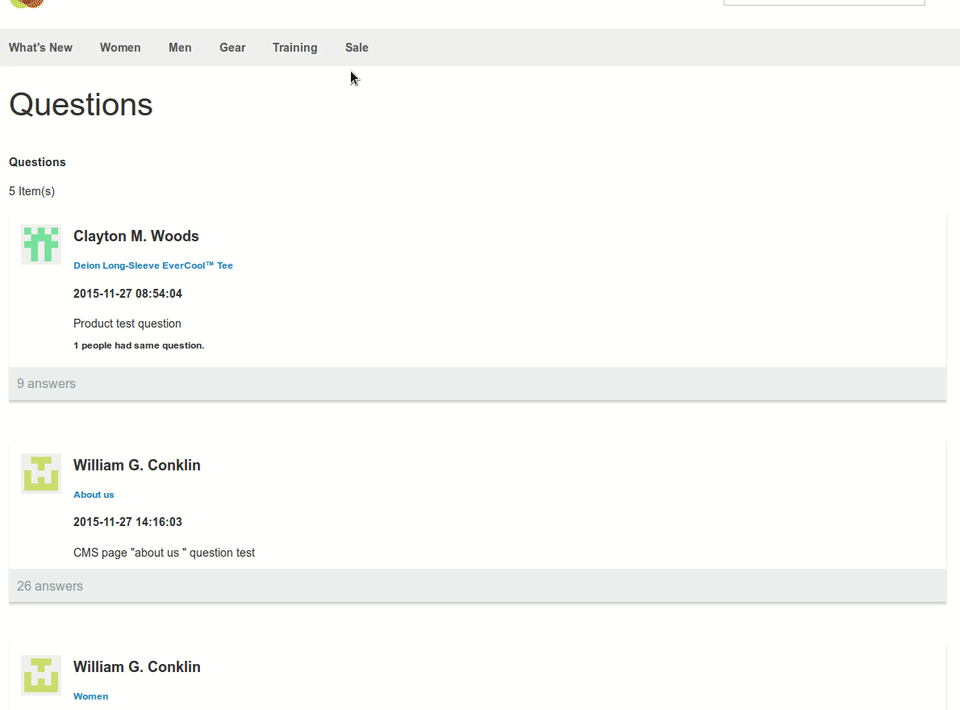 What's New Women Men Gear Training Sale
Questions
Questions
5 Item(s)
Clayton M. Woods
Deion Long-Sleeve EverCool™ Tee
2015-11-27 08:54:04
Product test question
1 people had same question.
9 answers
William G. Conklin
About us
2015-11-27 14:16:03
CMS page "about us " question test
26 answers
William G. Conklin
Women